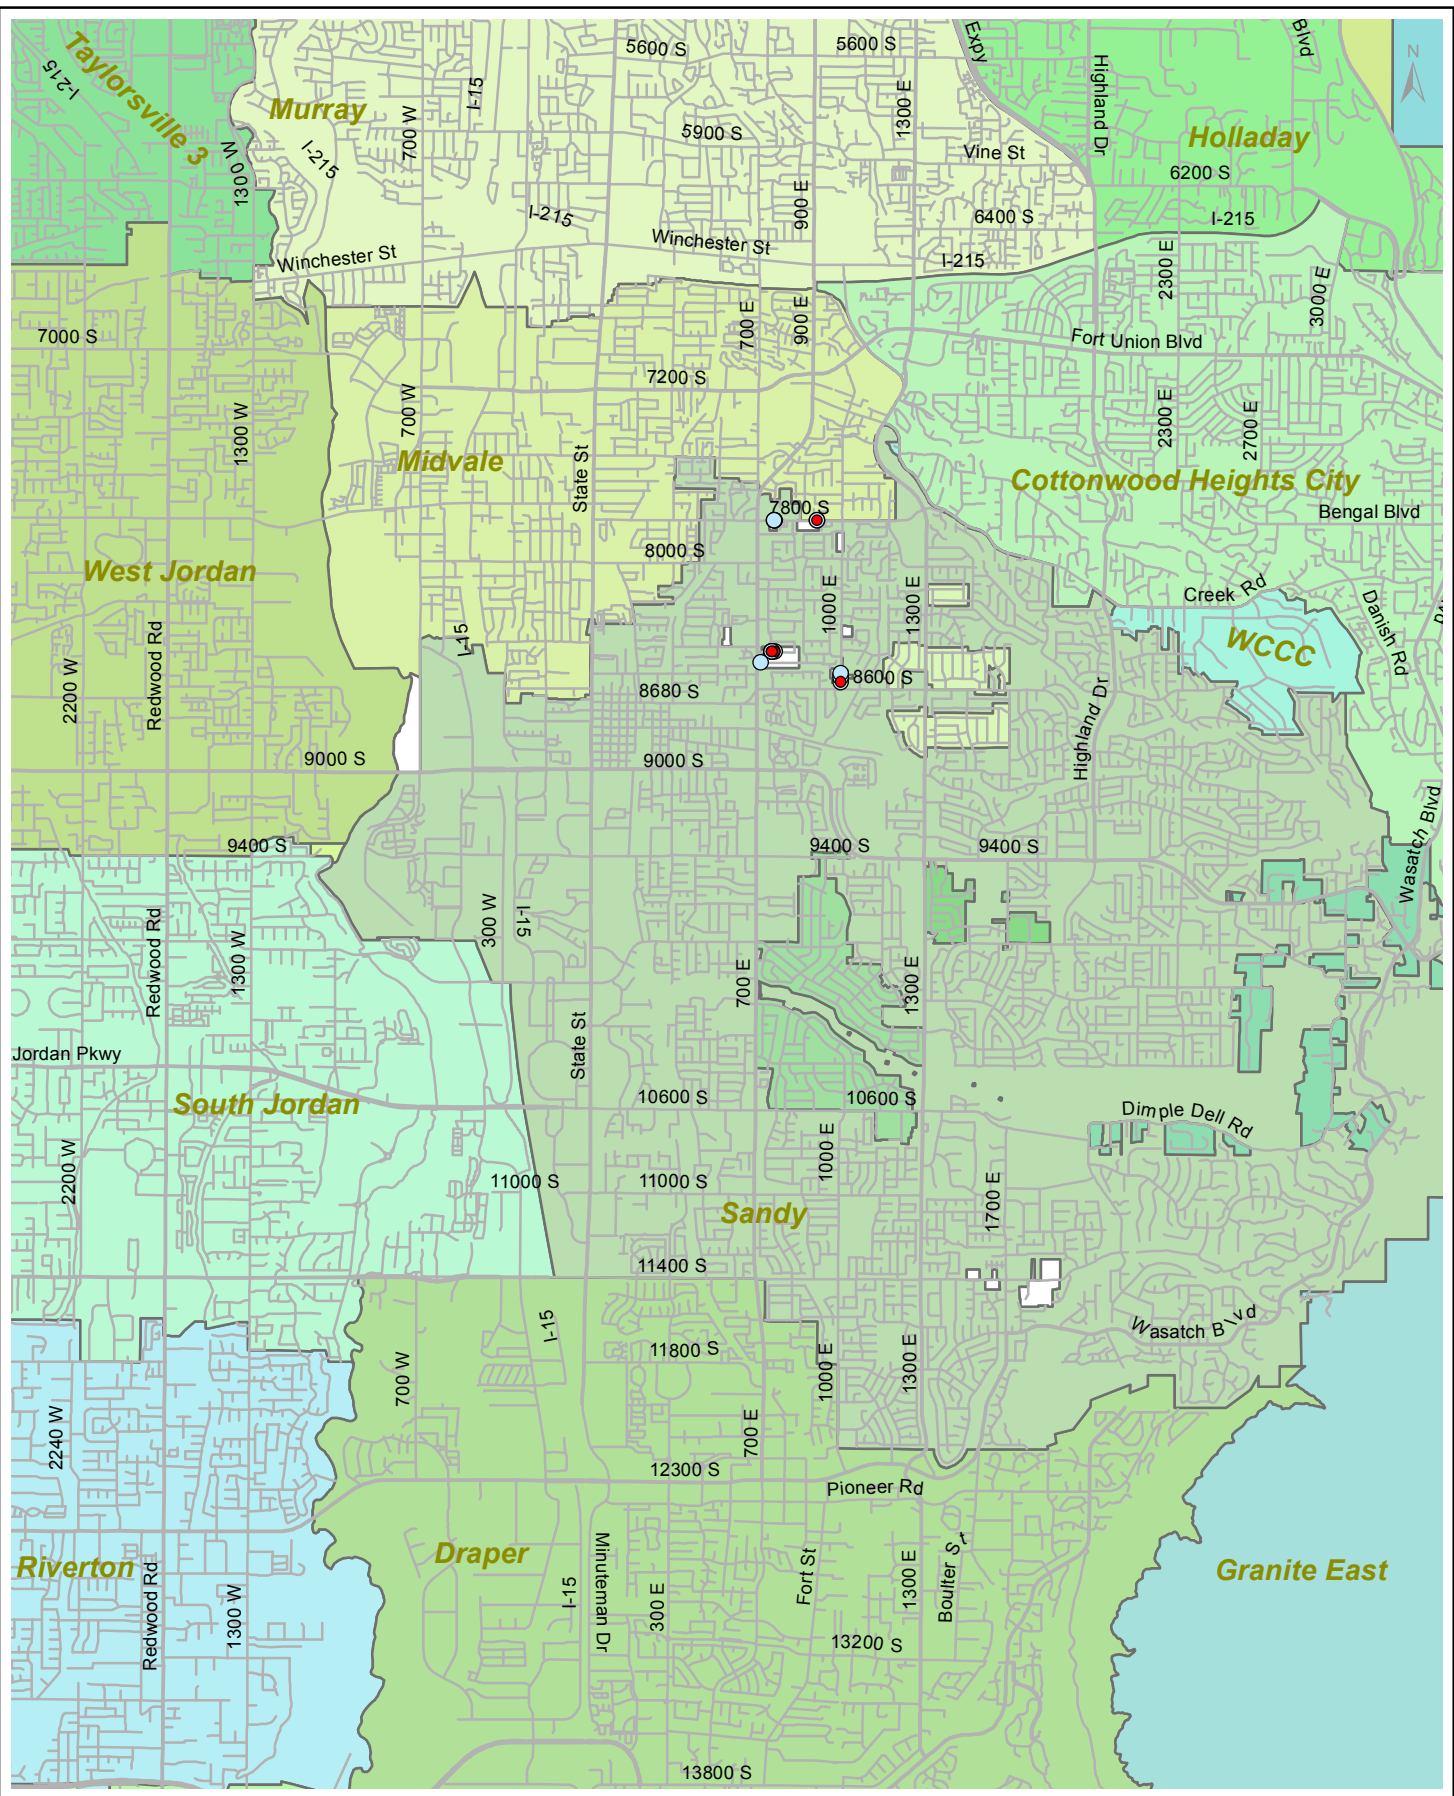 Taylorsville 3
I-215
Murray
I-215
1300 W
700 W
I-15
5600 S
5600 S
5900 S
1300 E
900 E
Expy
Highland Dr
Blvd
N
Holladay
Vine St
6200 S
6400 S
I-215
I-215
Winchester St
Winchester St
I-215
2300 E
3000 E
7000 S
700 E
900 E
Fort Union Blvd
7200 S
1300 W
700 W
State St
2300 E
2700 E
Midvale
Cottonwood Heights City
7800 S
Bengal Blvd
8000 S
West Jordan
1000 E
1300 E
Creek Rd
Danish Rd
WCCC
2200 W
Redwood Rd
I-15
8600 S
8680 S
Highland Dr
9000 S
9000 S
Wasatch Blvd
9400 S
9400 S
9400 S
Redwood Rd
1300 W
300 W
I-15
700 E
1300 E
Jordan Pkwy
State St
South Jordan
10600 S
10600 S
Dimple Dell Rd
2200 W
1000 E
11000 S
11000 S
1700 E
Sandy
11400 S
I-15
Wasatch Blvd
11800 S
700 W
1000 E
1300 E
2240 W
700 E
12300 S
Pioneer Rd
Riverton
Redwood Rd
1300 W
Draper
I-15
Minuteman Dr
300 E
Fort St
1300 E
Boulter St
Granite East
13200 S
13800 S